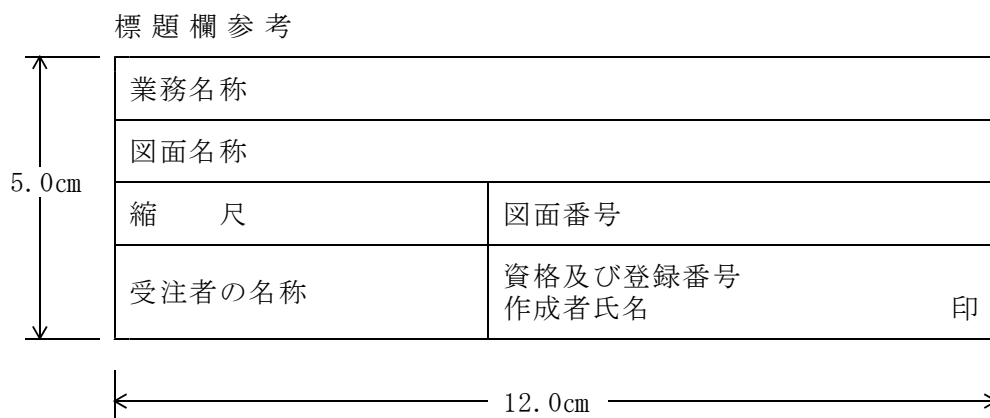 標題欄参考
業務名称
図面名称
5.0cm
縮　　尺
図面番号
受注者の名称
資格及び登録番号
作成者氏名　　　　　　　　　印
12.0cm